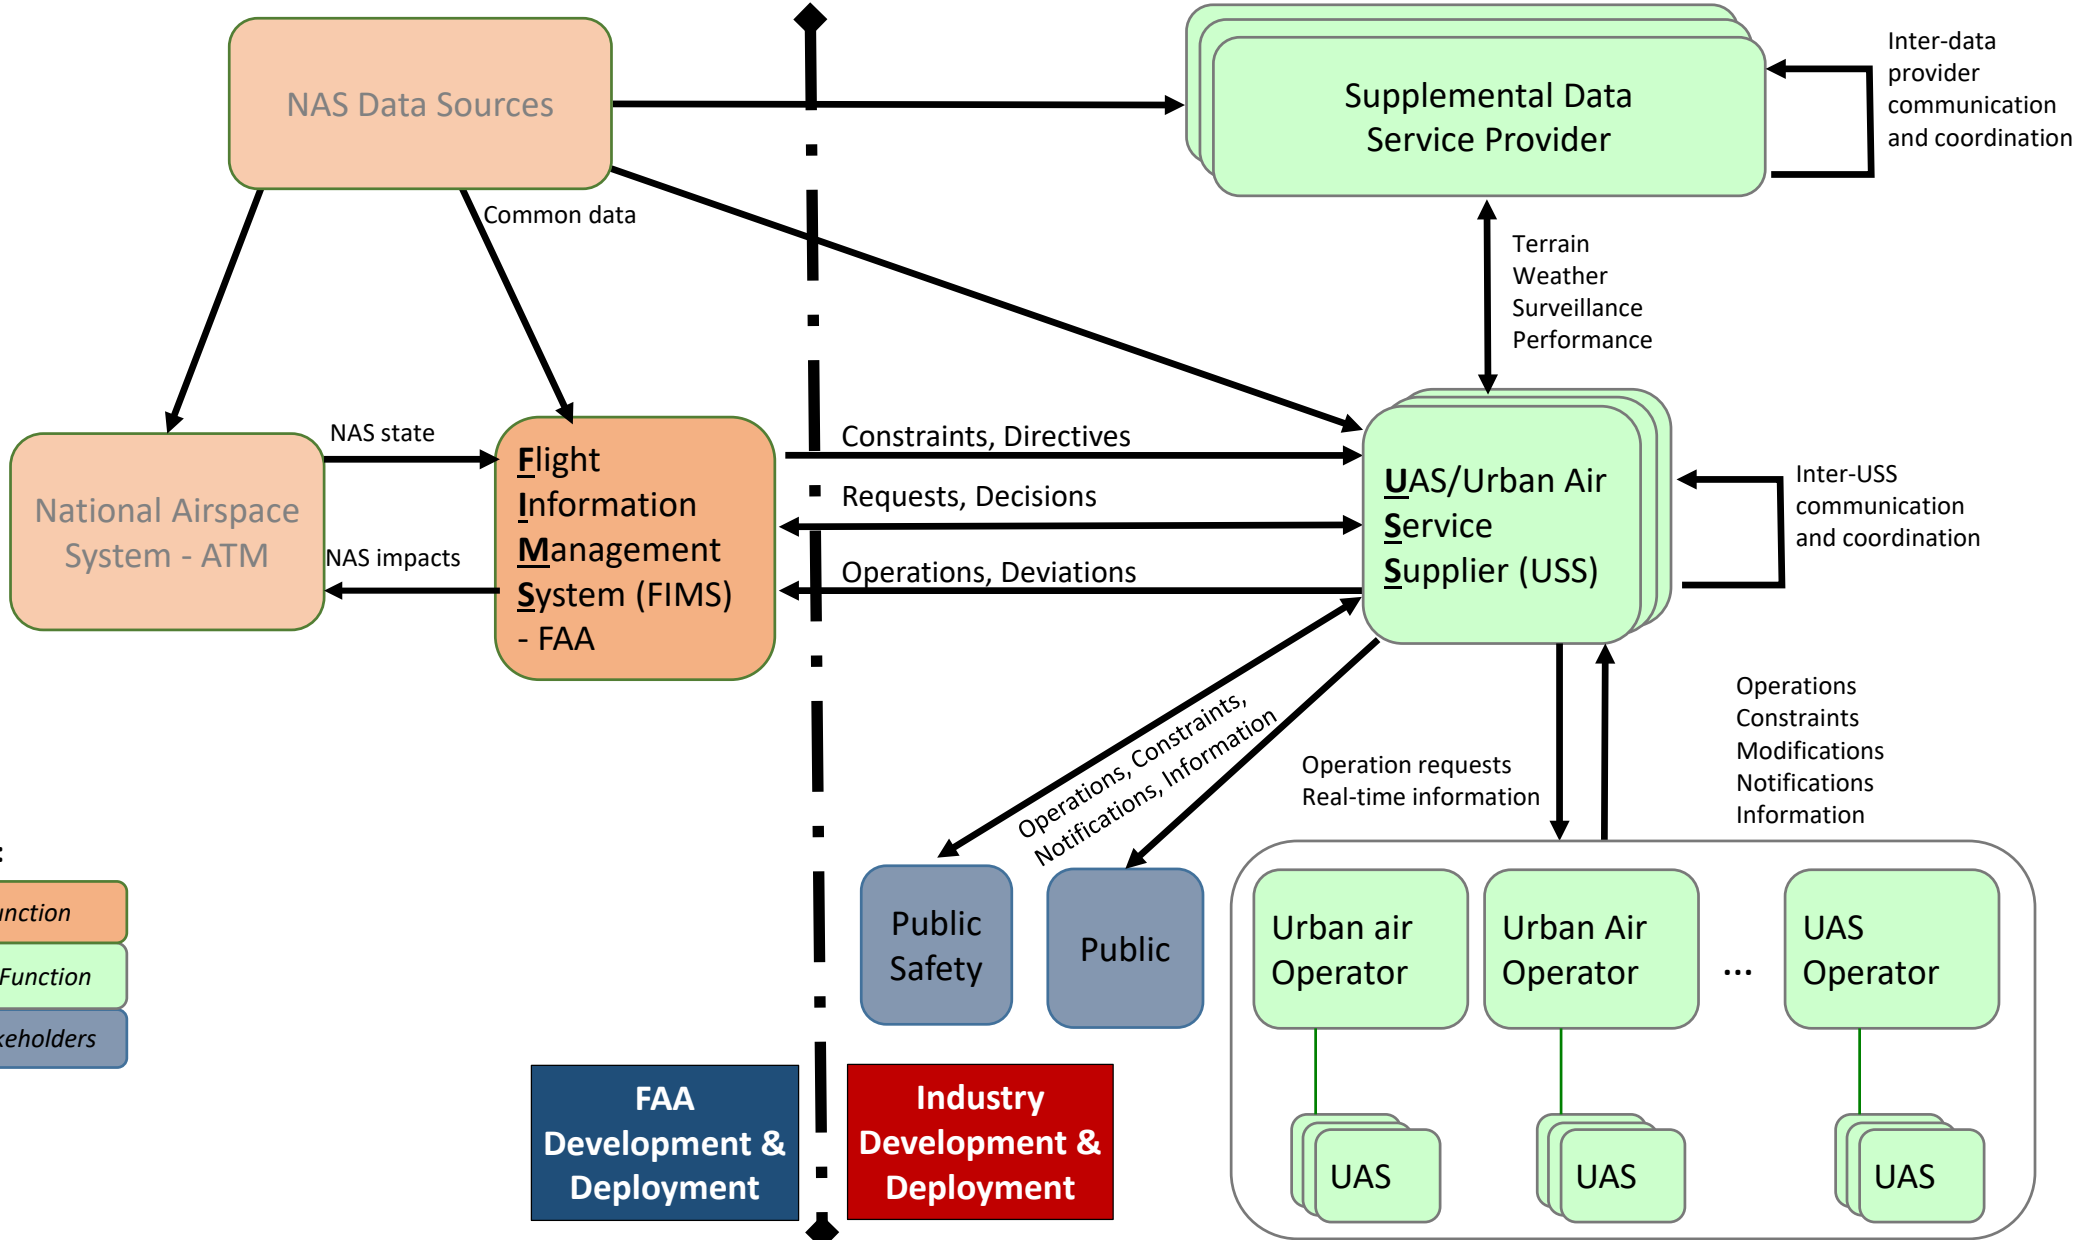 NAS Data Sources
Supplemental Data
Service Provider
Inter-data
provider
communication
and coordination
Common data
Terrain
Weather
Surveillance
Performance
National Airspace
System - ATM
NAS state
NAS impacts
Flight
Information
Management
System (FIMS)
- FAA
Constraints, Directives
Requests, Decisions
Operations, Deviations
UAS/Urban Air
Service
Supplier (USS)
Inter-USS
communication
and coordination
Operations, Constraints,
Notifications, Information
Operation requests
Real-time information
Operations
Constraints
Modifications
Notifications
Information
:
Function
keholders
Public
Safety
Public
Urban air
Operator
Urban Air
Operator
...
UAS
Operator
UAS
UAS
UAS
FAA
Development &
Deployment
Industry
Development &
Deployment